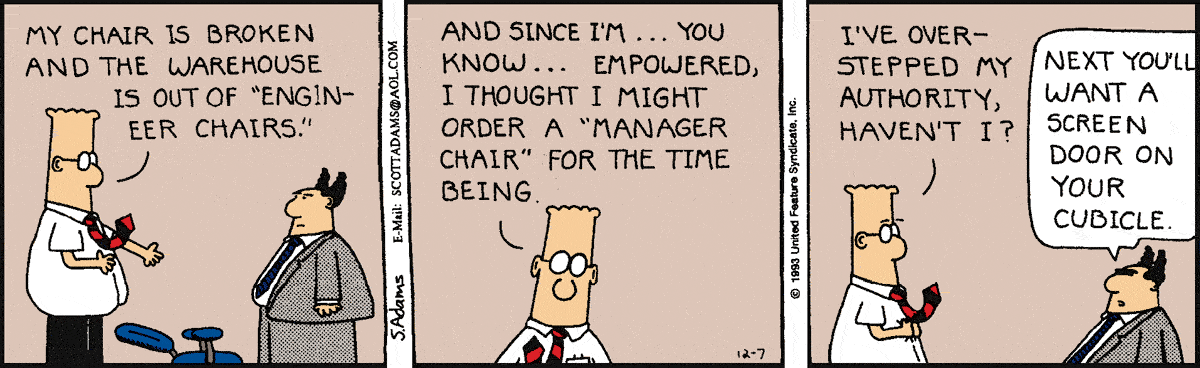 MY CHAIR IS BROKEN
AND THE WAREHOUSE
IS OUT OF "ENGIN-
EER CHAIRS."
S.Adams
E-Mail: SCOTTADAMS@AOL.COM
AND SINCE I'M ... YOU
KNOW... EMPOWERED,
I THOUGHT I MIGHT
ORDER A "MANAGER
CHAIR" FOR THE TIME
BEING.
12-7
© 1993 United Feature Syndicate, Inc.
I'VE OVER-
STEPPED MY
AUTHORITY,
HAVEN'T I?
NEXT YOU'LL
WANT A
SCREEN
DOOR ON
YOUR
CUBICLE.